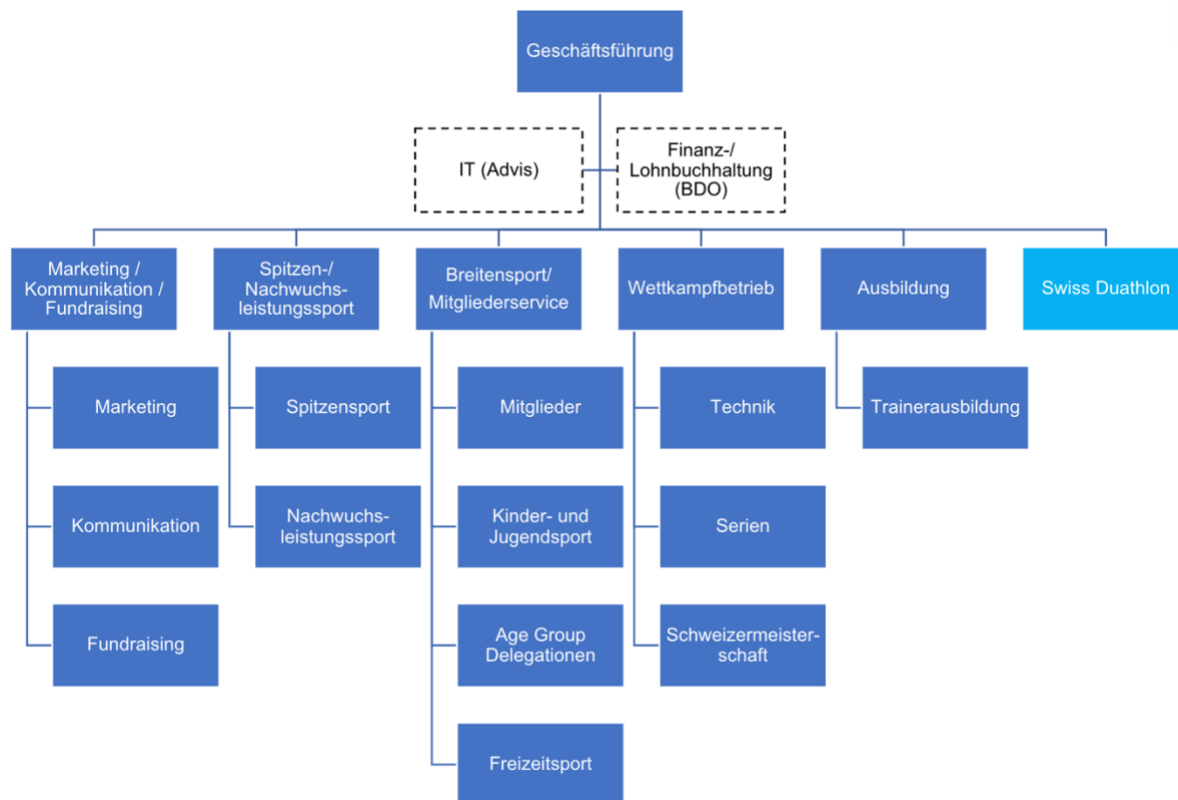 Geschäftsführung
IT (Advis)
Finanz-/
Lohnbuchhaltung
(BDO)
Marketing /
Kommunikation /
Fundraising
Spitzen-/
Nachwuchs-
leistungssport
Breitensport/
Mitgliederservice
Wettkampfbetrieb
Ausbildung
Swiss Duathlon
Marketing
Spitzensport
Mitglieder
Technik
Trainerausbildung
Kommunikation
Nachwuchs-
leistungssport
Kinder- und
Jugendsport
Serien
Fundraising
Age Group
Delegationen
Schweizermeister-
schaft
Freizeitsport